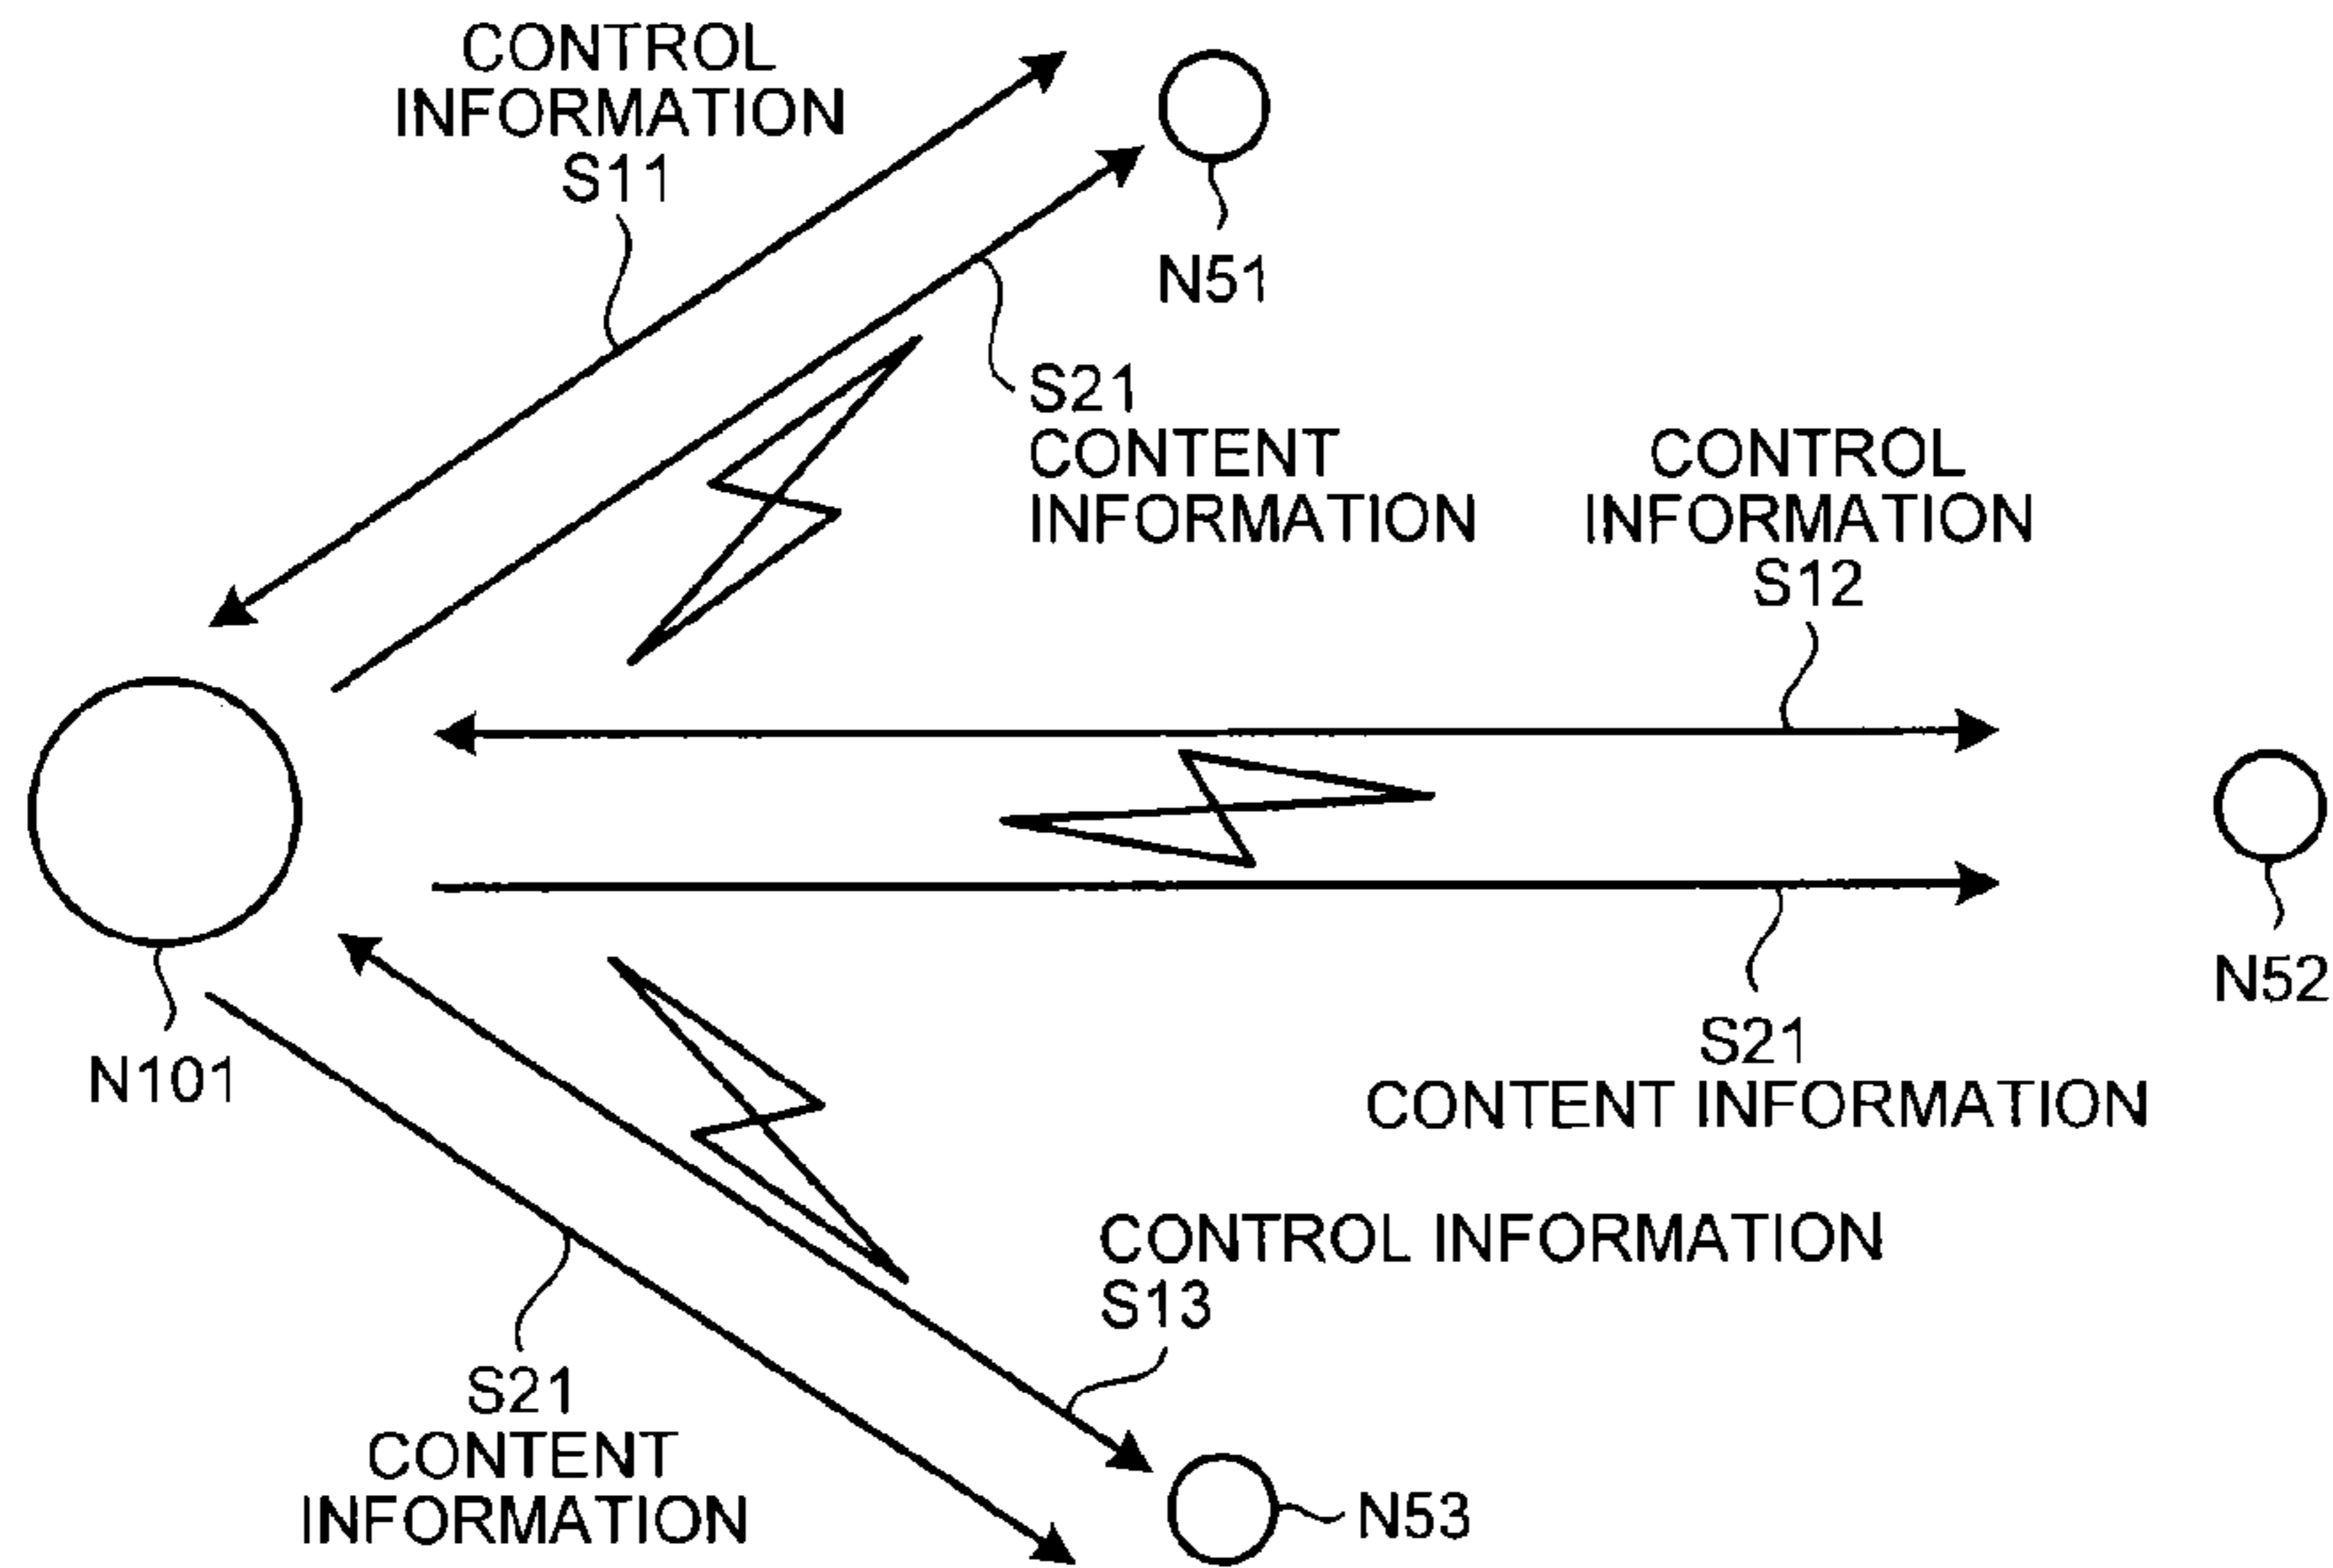 CONTROL
INFORMATION
S11
N51
S21
CONTENT
INFORMATION
CONTROL
INFORMATION
S12
N52
N101
S21
CONTENT INFORMATION
CONTROL INFORMATION
S13
S21
CONTENT
INFORMATION
N53